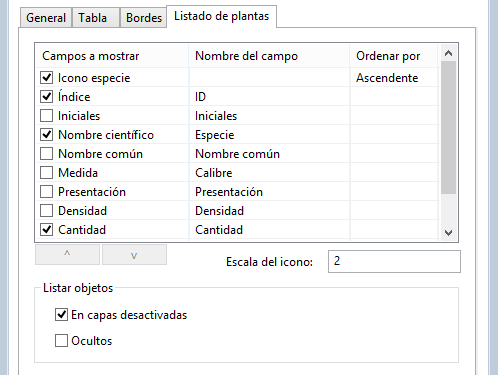 General Tabla Bordes Listado de plantas
Campos a mostrar Nombre del campo Ordenar por
Icono especie Ascendente
Índice ID
Iniciales Iniciales
Nombre científico Especie
Nombre común Nombre común
Medida Calibre
Presentación Presentación
Densidad Densidad
Cantidad Cantidad
^ v Escala del icono: 2
Listar objetos
En capas desactivadas
Ocultos